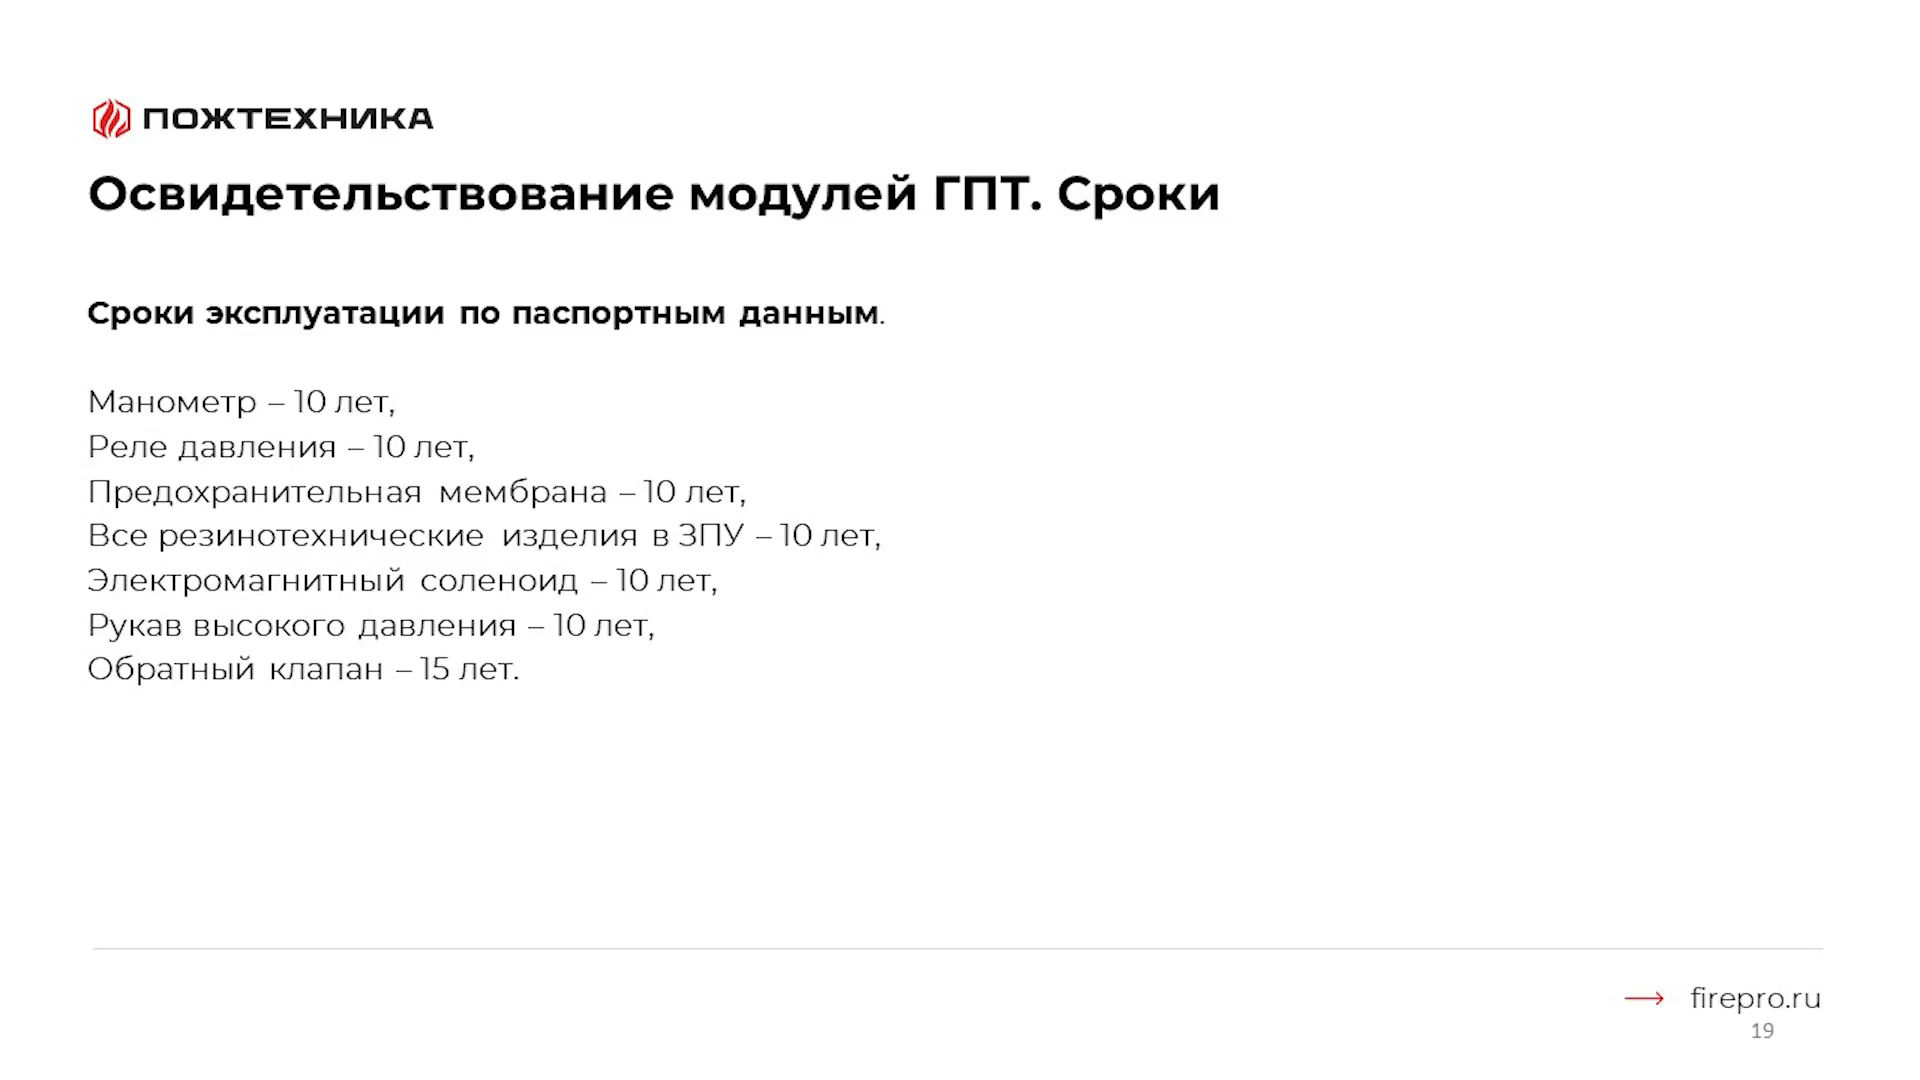 ПОЖТЕХНИКА
Освидетельствование модулей ГПТ. Сроки
Сроки эксплуатации по паспортным данным.
Манометр – 10 лет,
Реле давления – 10 лет,
Предохранительная мембрана – 10 лет,
Все резинотехнические изделия в ЗПУ – 10 лет,
Электромагнитный соленоид – 10 лет,
Рукав высокого давления – 10 лет,
Обратный клапан – 15 лет.
firepro.ru
19